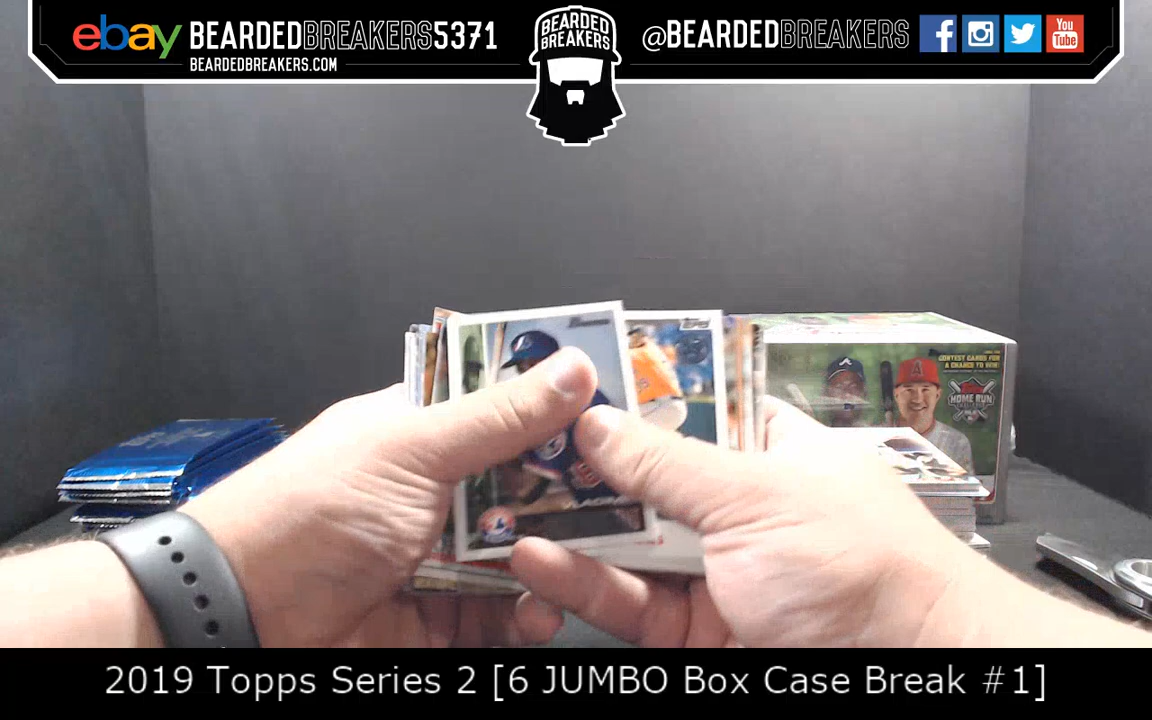 ebay BEARDEDBREAKERS5371
BEARDEDBREAKERS.COM
BEARDED
BREAKERS
@BEARDEDBREAKERS
You
Tube
Topps
CONTEST CARDS FOR
A CHANCE TO WIN!
HOME RUN
2019 Topps Series 2 [6 JUMBO Box Case Break #1]